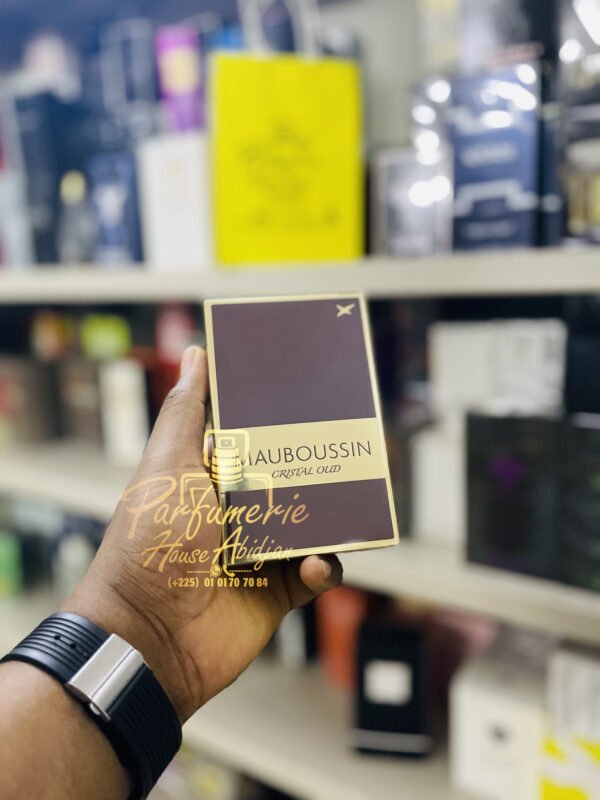 MAUBOUSSIN
CRISTAL OUD
Parfumerie
House Abidjan
(+225) 01 01 70 70 84